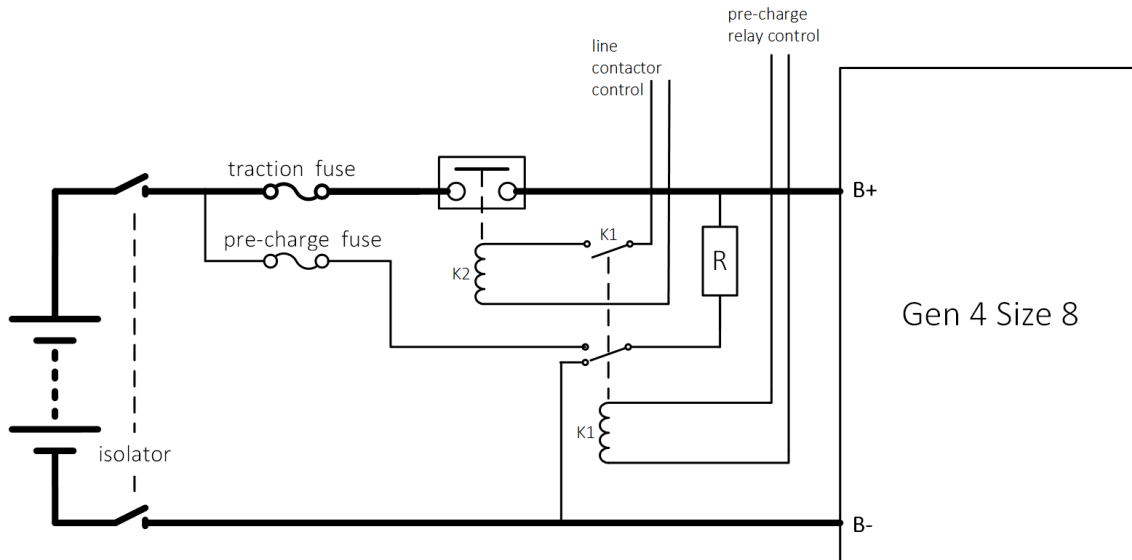 pre-charge
relay control
line
contactor
control
traction fuse
B+
K1
pre-charge fuse
K2
R
Gen 4 Size 8
K1
isolator
B-